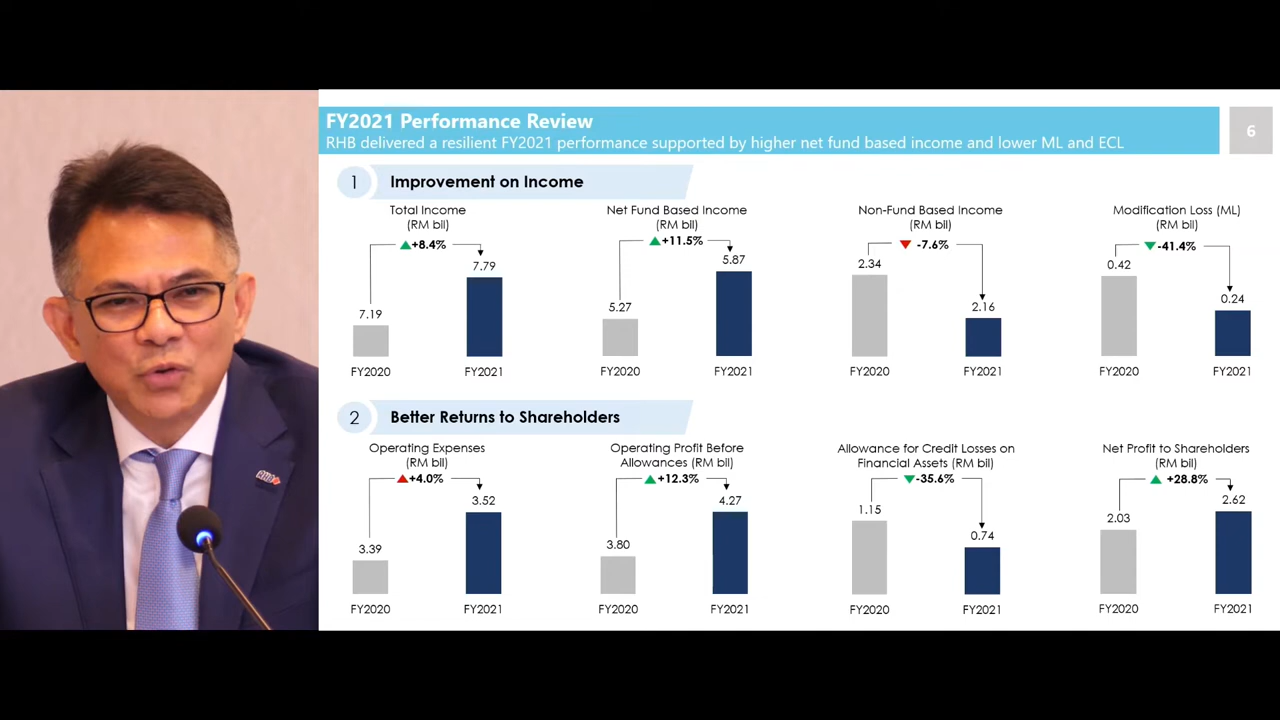 FY2021 Performance Review
RHB delivered a resilient FY2021 performance supported by higher net fund based income and lower ML and ECL
6
1
Improvement on Income
Total Income
(RM bil)
+8.4%
7.19
7.79
FY2020
FY2021
Net Fund Based Income
(RM bil)
+11.5%
5.27
5.87
FY2020
FY2021
Non-Fund Based Income
(RM bil)
-7.6%
2.34
2.16
FY2020
FY2021
Modification Loss (ML)
(RM bil)
-41.4%
0.42
0.24
FY2020
FY2021
2
Better Returns to Shareholders
Operating Expenses
(RM bil)
+4.0%
3.39
3.52
FY2020
FY2021
Operating Profit Before
Allowances (RM bil)
+12.3%
3.80
4.27
FY2020
FY2021
Allowance for Credit Losses on
Financial Assets (RM bil)
-35.6%
1.15
0.74
FY2020
FY2021
Net Profit to Shareholders
(RM bil)
+28.8%
2.03
2.62
FY2020
FY2021